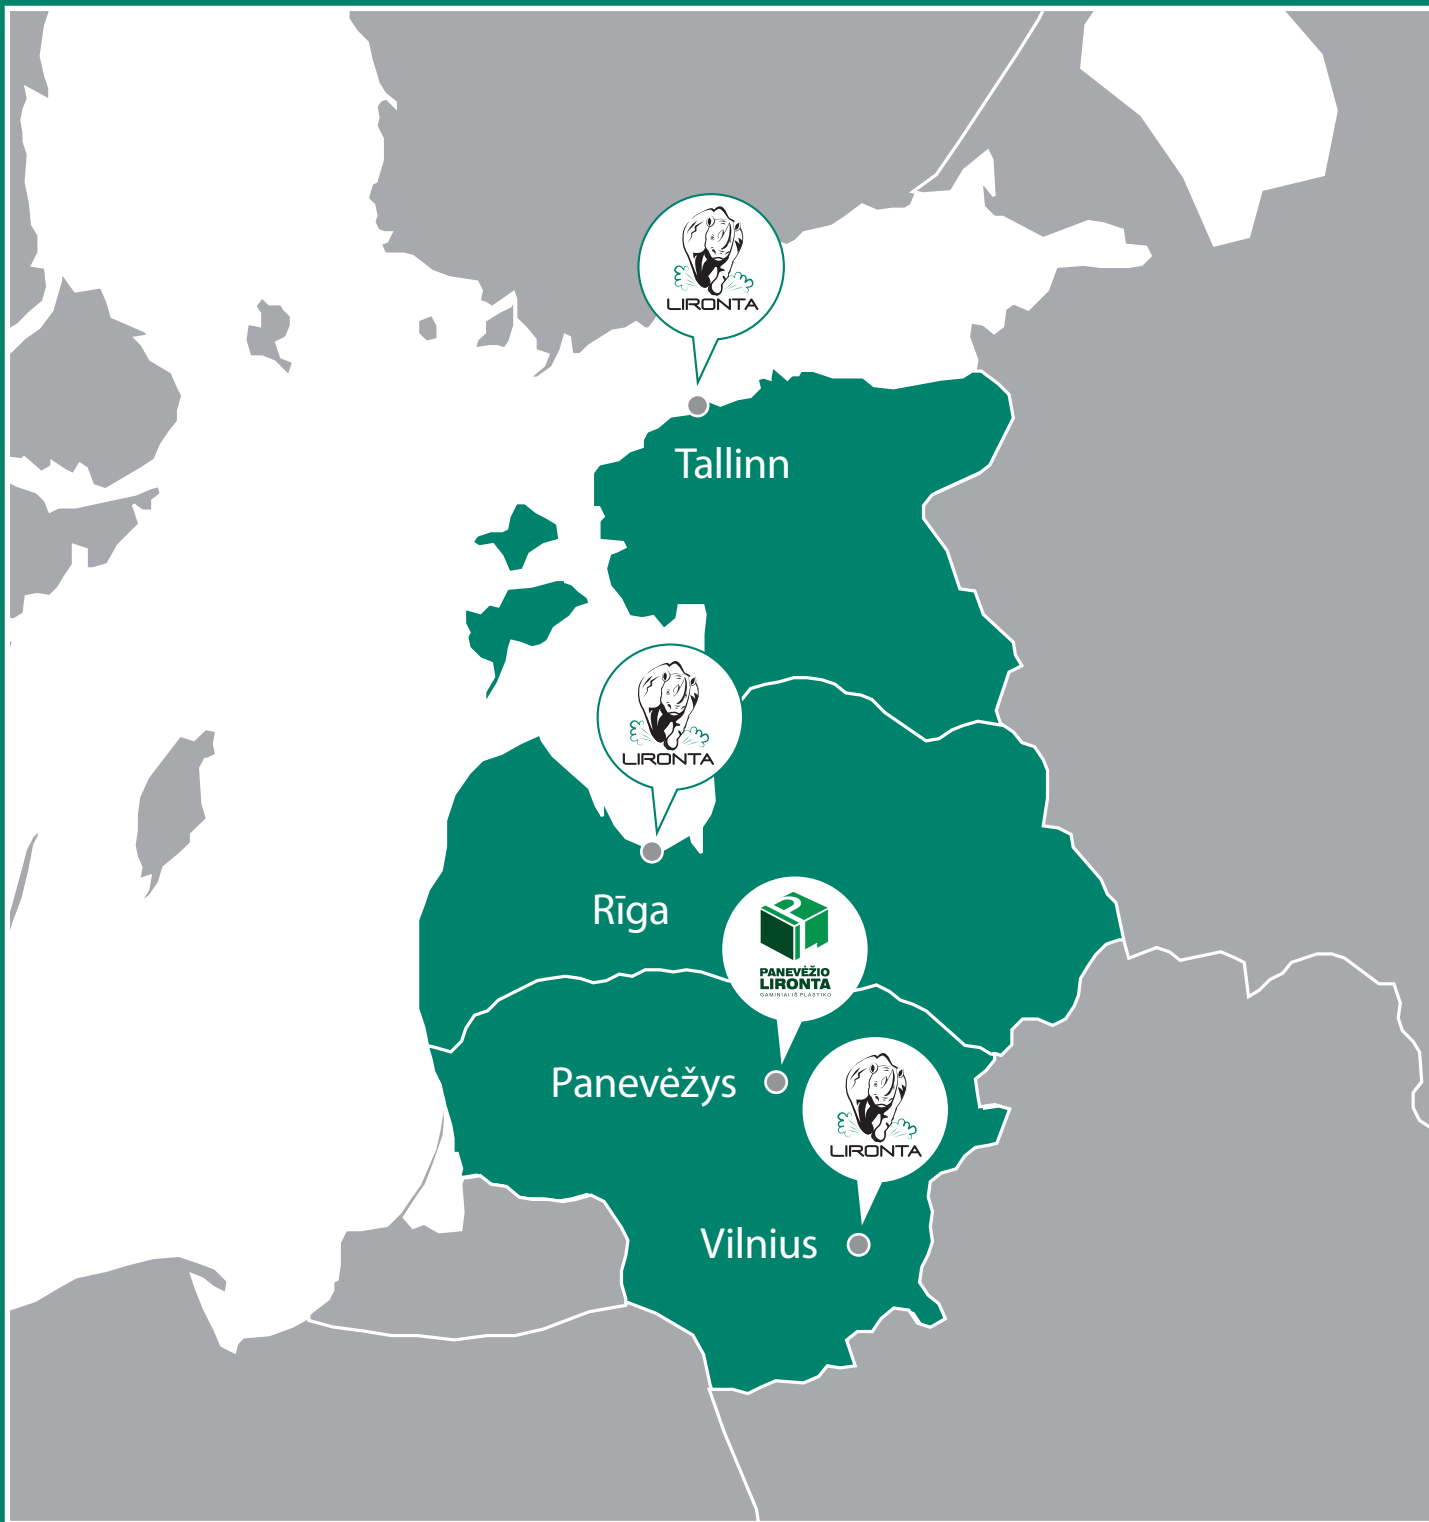 LIRONTA
Tallinn
LIRONTA
Rīga
PANEVĖŽIO
LIRONTA
GAMINIAI IŠ PLASTIKO
Panevėžys
LIRONTA
Vilnius